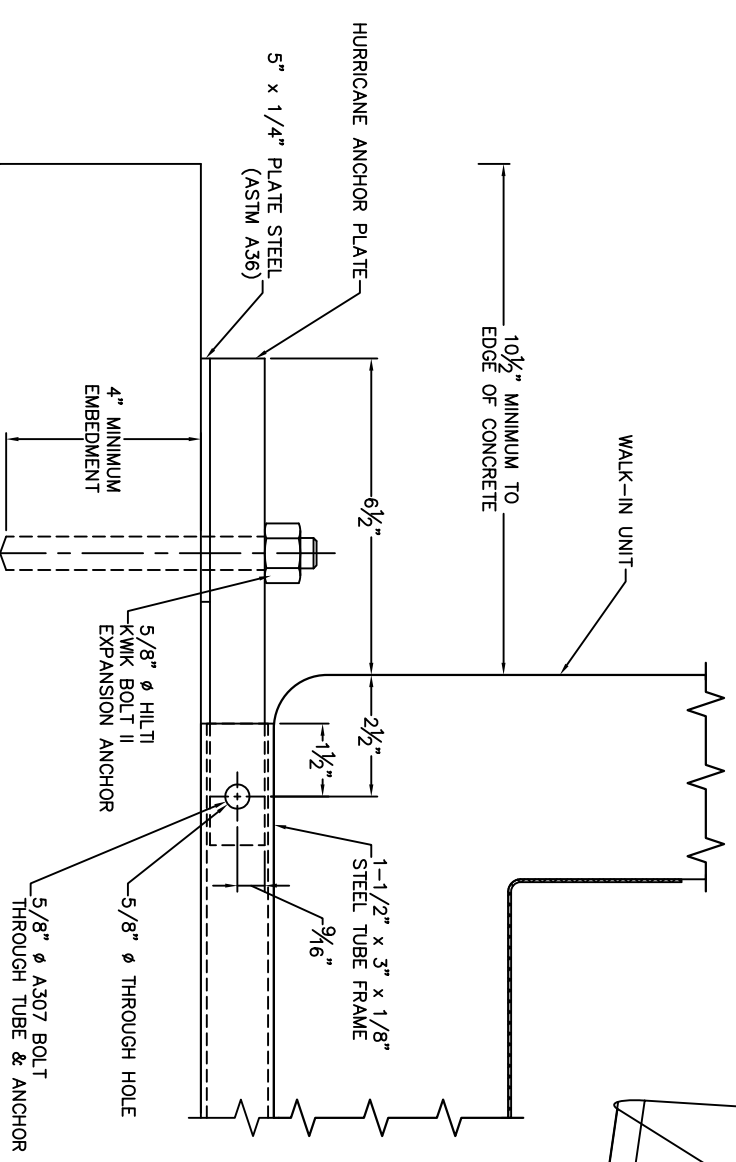 WALK-IN UNIT
10½" MINIMUM TO
EDGE OF CONCRETE
HURRICANE ANCHOR PLATE
6½"
2½"
1½"
1-1/2" x 3" x 1/8"
STEEL TUBE FRAME
9/16"
5" x 1/4" PLATE STEEL
(ASTM A36)
4" MINIMUM
EMBEDMENT
5/8" ø HILTI
KWIK BOLT II
EXPANSION ANCHOR
5/8" ø THROUGH HOLE
5/8" ø A307 BOLT
THROUGH TUBE & ANCHOR